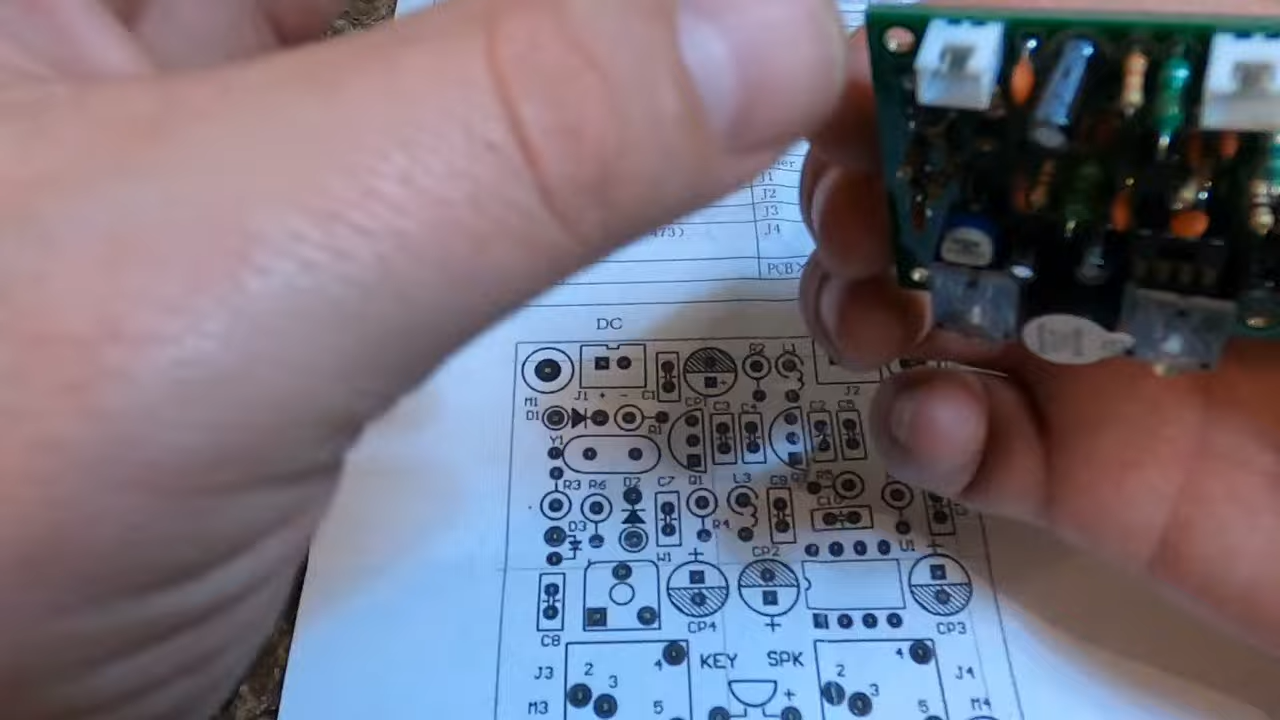 J1
J2
J3
J4
PCB
DC
R2 L1
M1 J1 + - C1 + J2
D1 R1 CP1 C3 C4 C2 C5
Y1
R3 R6 D2 C7 Q1 L3 C9 R5
R4 C10
D3 W1 + CP2 U1 +
C8 CP4 + CP3
J3 2 3 4 KEY SPK 2 3 4 J4
M3 5 + 5 M4